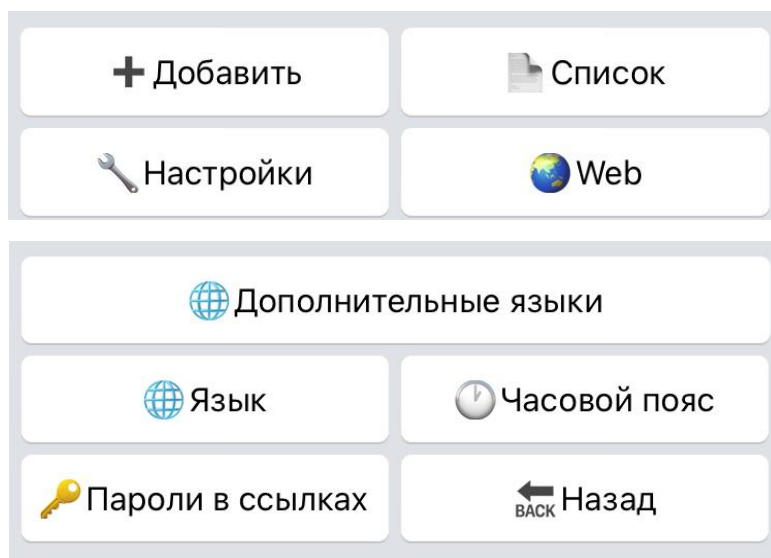 Добавить
Список
Настройки
Web
Дополнительные языки
Язык
Часовой пояс
Пароли в ссылках
BACK Назад